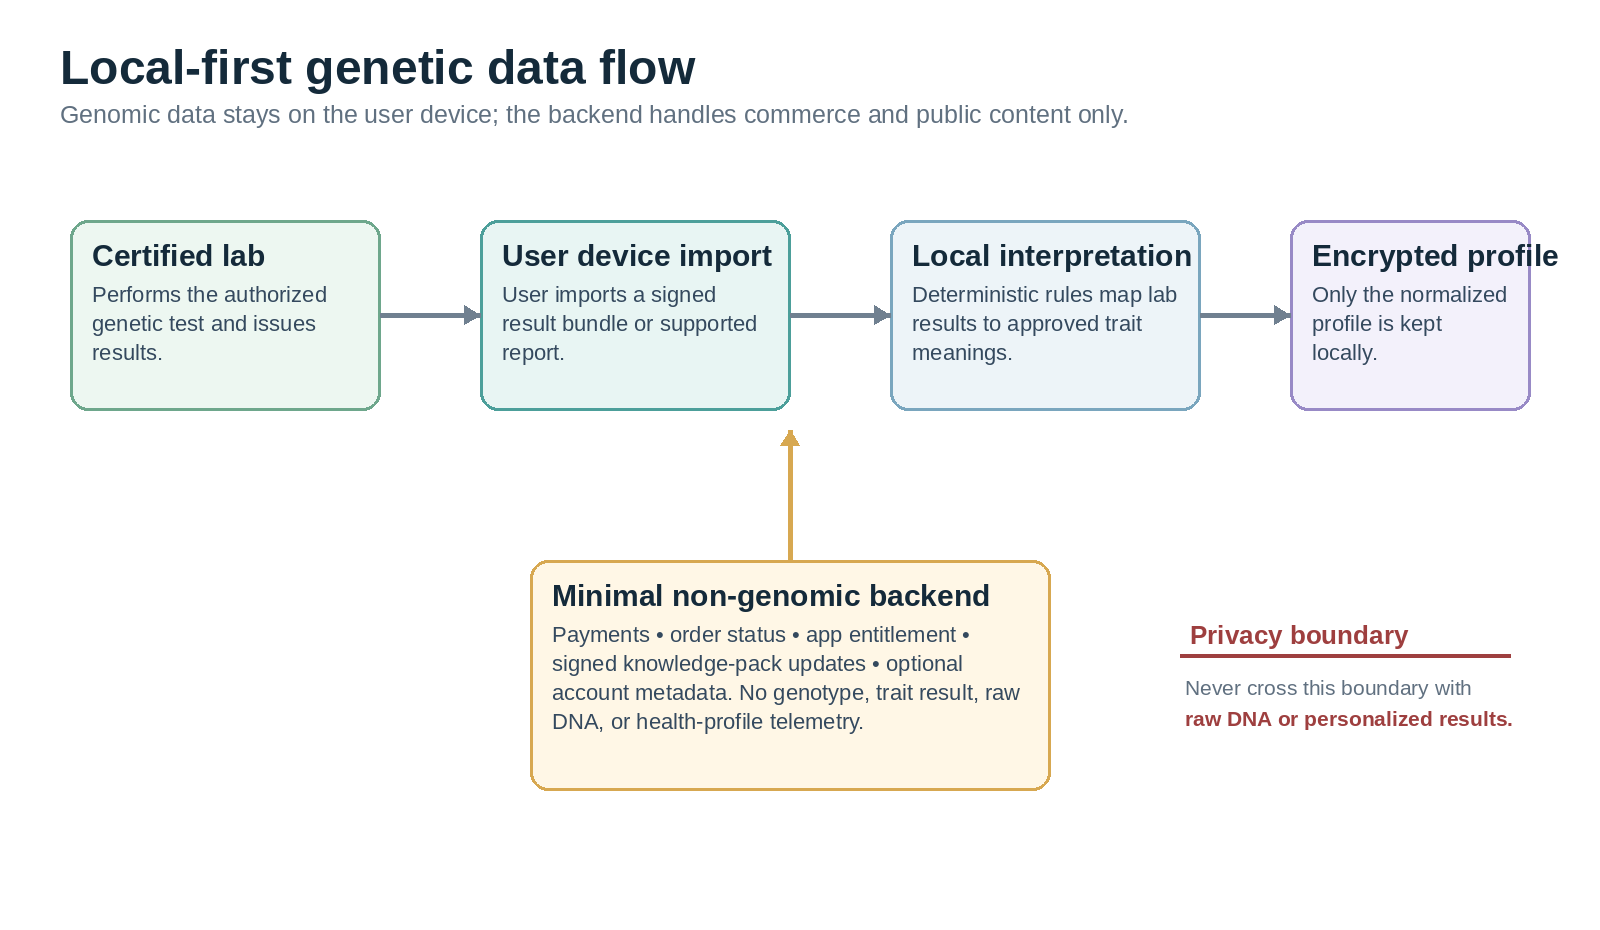 Local-first genetic data flow
Genomic data stays on the user device; the backend handles commerce and public content only.
Certified lab
Performs the authorized
genetic test and issues
results.
User device import
User imports a signed
result bundle or supported
report.
Local interpretation
Deterministic rules map lab
results to approved trait
meanings.
Encrypted profile
Only the normalized
profile is kept
locally.
Minimal non-genomic backend
Payments • order status • app entitlement •
signed knowledge-pack updates • optional
account metadata. No genotype, trait result, raw
DNA, or health-profile telemetry.
Privacy boundary
Never cross this boundary with
raw DNA or personalized results.